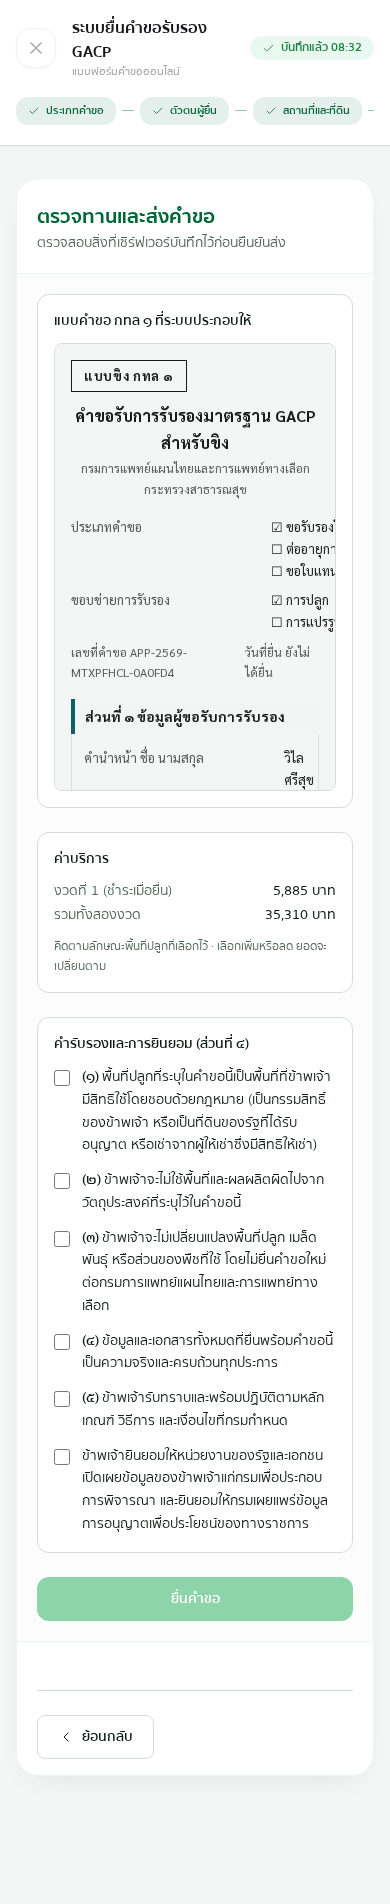 ระบบยื่นคำขอรับรอง
GACP
แบบฟอร์มคำขอออนไลน์
บันทึกแล้ว 08:32
ประเภทคำขอ
ตัวตนผู้ยื่น
สถานที่และที่ดิน
ตรวจทานและส่งคำขอ
ตรวจสอบสิ่งที่เซิร์ฟเวอร์บันทึกไว้ก่อนยืนยันส่ง
แบบคำขอ กทล ๑ ที่ระบบประกอบให้
แบบขิง กทล ๑
คำขอรับการรับรองมาตรฐาน GACP
สำหรับขิง
กรมการแพทย์แผนไทยและการแพทย์ทางเลือก
กระทรวงสาธารณสุข
ประเภทคำขอ
☑ ขอรับรองใ
☐ ต่ออายุกา
☐ ขอใบแทน
ขอบข่ายการรับรอง
☑ การปลูก
☐ การแปรรู
เลขที่คำขอ APP-2569-
MTXPFHCL-0A0FD4
วันที่ยื่น ยังไม่
ได้ยื่น
ส่วนที่ ๑ ข้อมูลผู้ขอรับการรับรอง
คำนำหน้า ชื่อ นามสกุล
วิไล
ศรีสุข
ค่าบริการ
งวดที่ 1 (ชำระเมื่อยื่น) 5,885 บาท
รวมทั้งสองงวด 35,310 บาท
คิดตามลักษณะพื้นที่ปลูกที่เลือกไว้ · เลือกเพิ่มหรือลด ยอดจะ
เปลี่ยนตาม
คำรับรองและการยินยอม (ส่วนที่ ๔)
(๑) พื้นที่ปลูกที่ระบุในคำขอนี้เป็นพื้นที่ที่ข้าพเจ้า
มีสิทธิใช้โดยชอบด้วยกฎหมาย (เป็นกรรมสิทธิ์
ของข้าพเจ้า หรือเป็นที่ดินของรัฐที่ได้รับ
อนุญาต หรือเช่าจากผู้ให้เช่าซึ่งมีสิทธิให้เช่า)
(๒) ข้าพเจ้าจะไม่ใช้พื้นที่และผลผลิตผิดไปจาก
วัตถุประสงค์ที่ระบุไว้ในคำขอนี้
(๓) ข้าพเจ้าจะไม่เปลี่ยนแปลงพื้นที่ปลูก เมล็ด
พันธุ์ หรือส่วนของพืชที่ใช้ โดยไม่ยื่นคำขอใหม่
ต่อกรมการแพทย์แผนไทยและการแพทย์ทาง
เลือก
(๔) ข้อมูลและเอกสารทั้งหมดที่ยื่นพร้อมคำขอนี้
เป็นความจริงและครบถ้วนทุกประการ
(๕) ข้าพเจ้ารับทราบและพร้อมปฏิบัติตามหลัก
เกณฑ์ วิธีการ และเงื่อนไขที่กรมกำหนด
ข้าพเจ้ายินยอมให้หน่วยงานของรัฐและเอกชน
เปิดเผยข้อมูลของข้าพเจ้าแก่กรมเพื่อประกอบ
การพิจารณา และยินยอมให้กรมเผยแพร่ข้อมูล
การอนุญาตเพื่อประโยชน์ของทางราชการ
ยื่นคำขอ
ย้อนกลับ